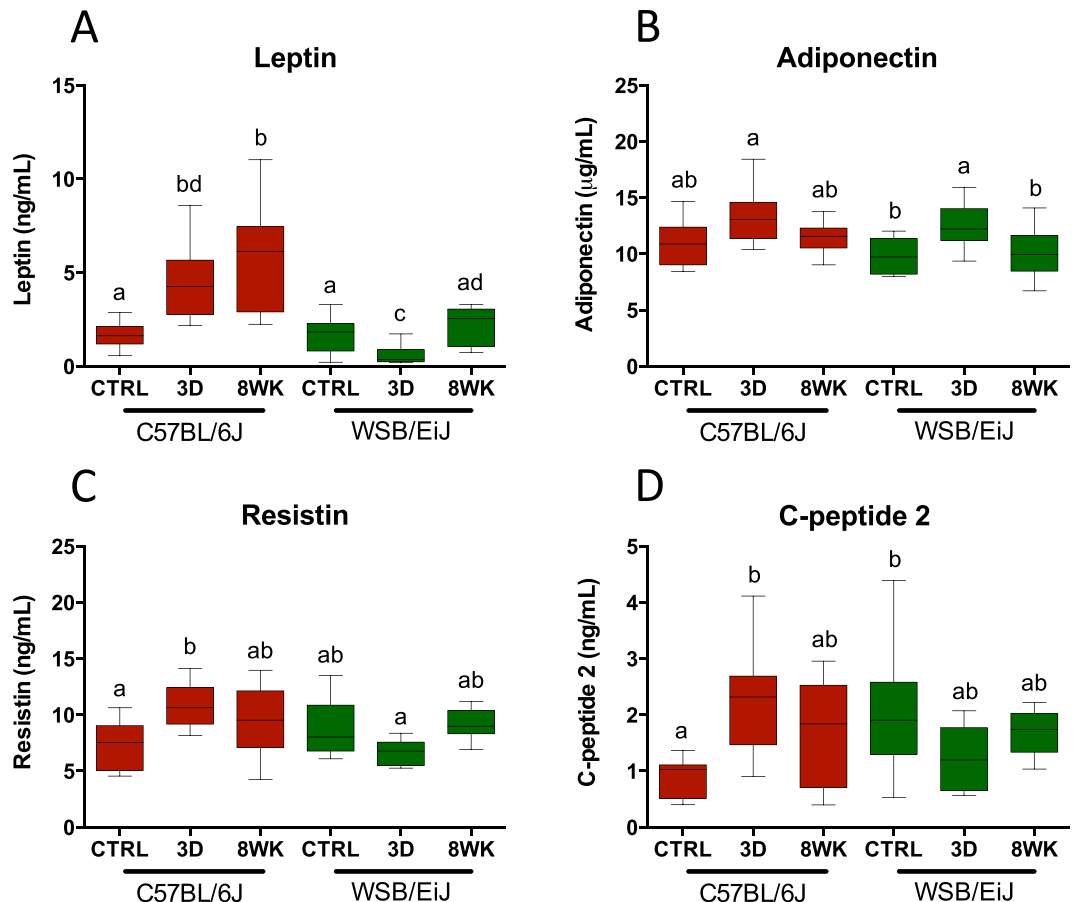 A
Leptin
15
10
5
0
Leptin (ng/mL)
a
bd
b
a
c
ad
CTRL 3D 8WK CTRL 3D 8WK
C57BL/6J WSB/EiJ
B
Adiponectin
25
20
15
10
5
0
Adiponectin (μg/mL)
ab
a
ab
b
a
b
CTRL 3D 8WK CTRL 3D 8WK
C57BL/6J WSB/EiJ
C
Resistin
25
20
15
10
5
0
Resistin (ng/mL)
a
b
ab
ab
a
ab
CTRL 3D 8WK CTRL 3D 8WK
C57BL/6J WSB/EiJ
D
C-peptide 2
5
4
3
2
1
0
C-peptide 2 (ng/mL)
a
b
ab
b
ab
ab
CTRL 3D 8WK CTRL 3D 8WK
C57BL/6J WSB/EiJ